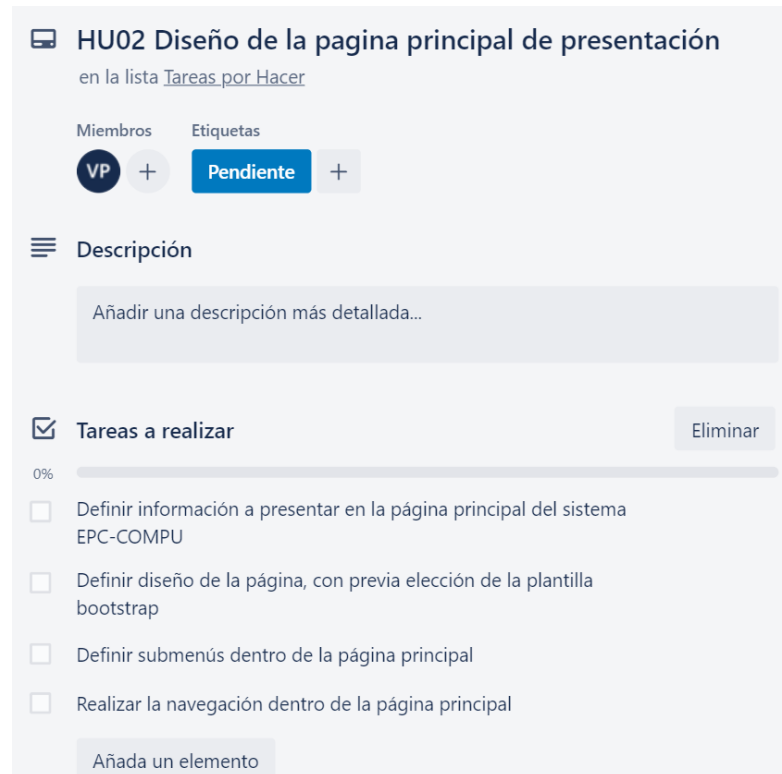 HU02 Diseño de la pagina principal de presentación
en la lista Tareas por Hacer
Miembros Etiquetas
VP + Pendiente +
Descripción
Añadir una descripción más detallada...
Tareas a realizar Eliminar
0%
Definir información a presentar en la página principal del sistema
EPC-COMPU
Definir diseño de la página, con previa elección de la plantilla
bootstrap
Definir submenús dentro de la página principal
Realizar la navegación dentro de la página principal
Añada un elemento